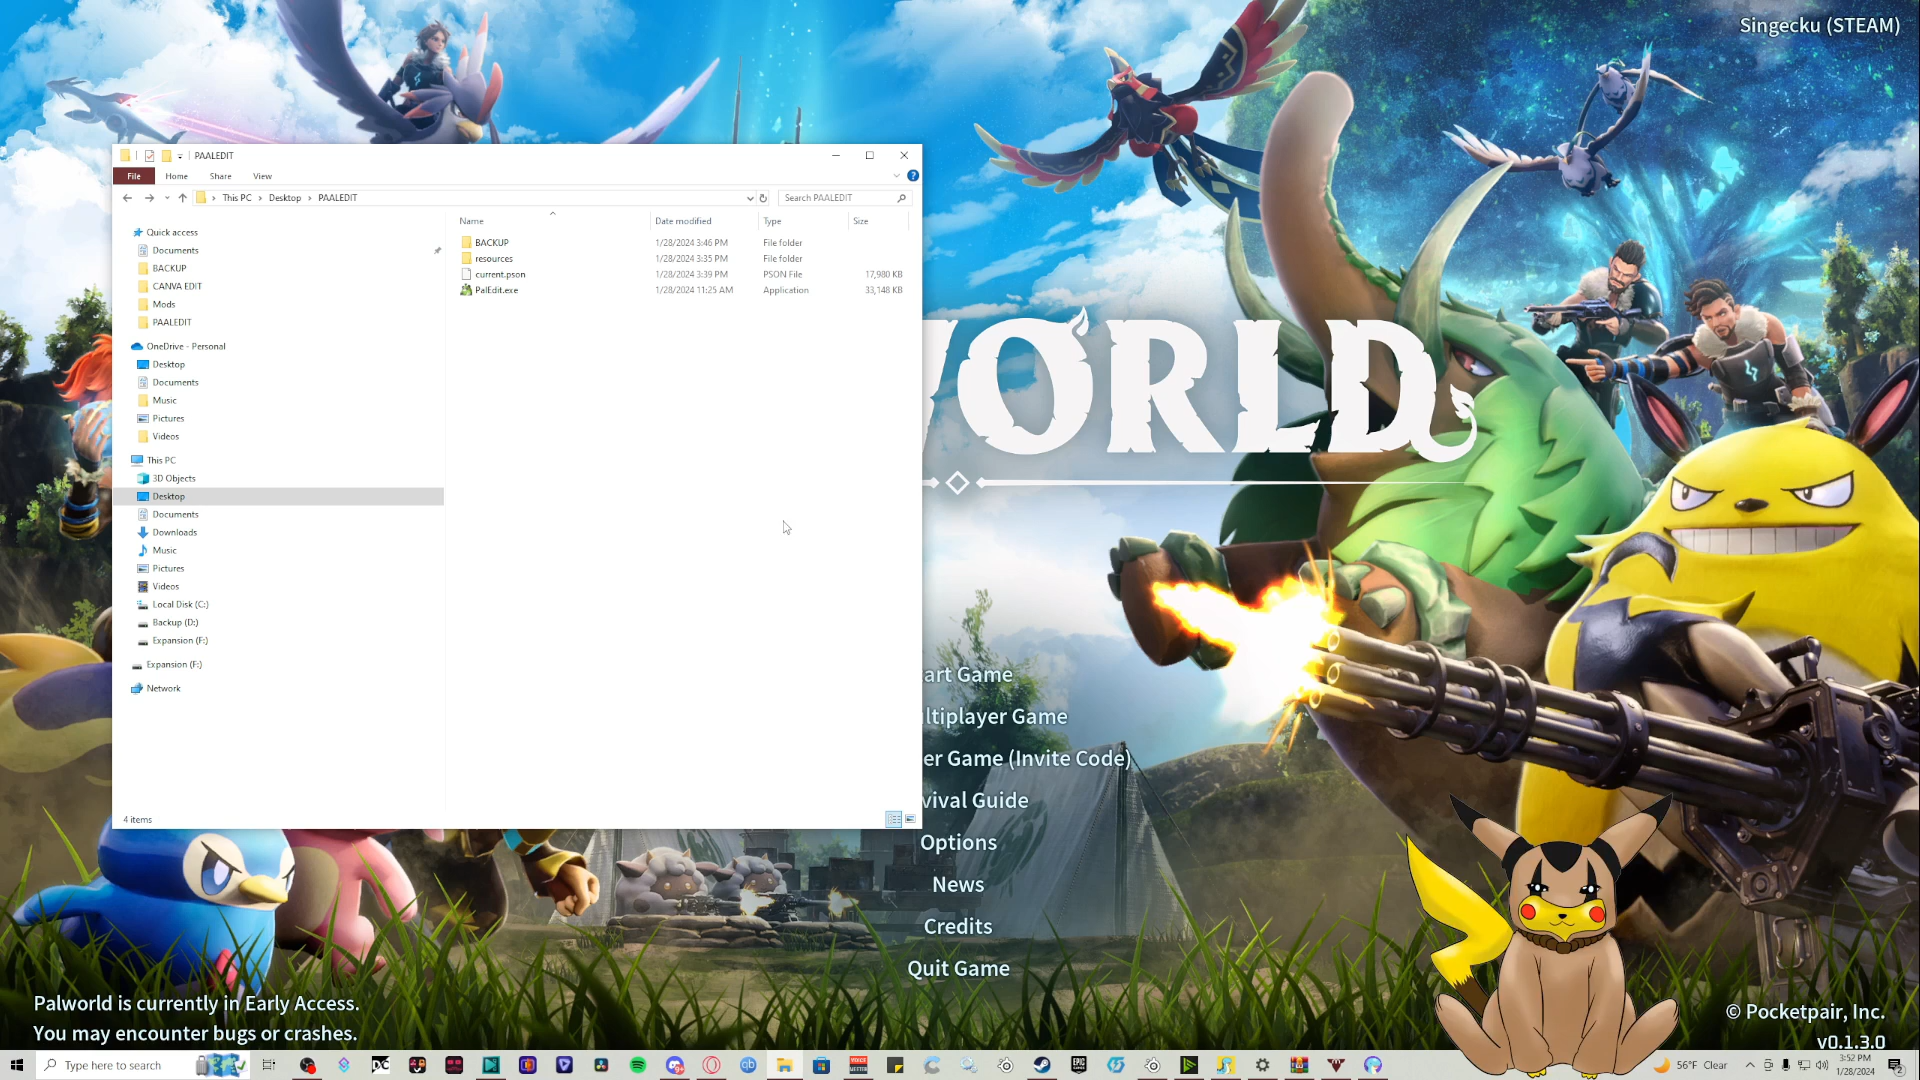 Singecku (STEAM)
PAALEDIT
File Home Share View
This PC > Desktop > PAALEDIT
Search PAALEDIT
Name Date modified Type Size
BACKUP 1/28/2024 3:46 PM File folder
resources 1/28/2024 3:35 PM File folder
current.pson 1/28/2024 3:39 PM PSON File 17,980 KB
PalEdit.exe 1/28/2024 11:25 AM Application 33,148 KB
Quick access
Documents
BACKUP
CANVA EDIT
Mods
PAALEDIT
OneDrive - Personal
Desktop
Documents
Music
Pictures
Videos
This PC
3D Objects
Desktop
Documents
Downloads
Music
Pictures
Videos
Local Disk (C:)
Backup (D:)
Expansion (F:)
Expansion (F:)
Network
4 items
WORLD
art Game
ltiplayer Game
er Game (Invite Code)
vival Guide
Options
News
Credits
Quit Game
Palworld is currently in Early Access.
You may encounter bugs or crashes.
© Pocketpair, Inc.
v0.1.3.0
Type here to search
56°F Clear
3:52 PM
1/28/2024